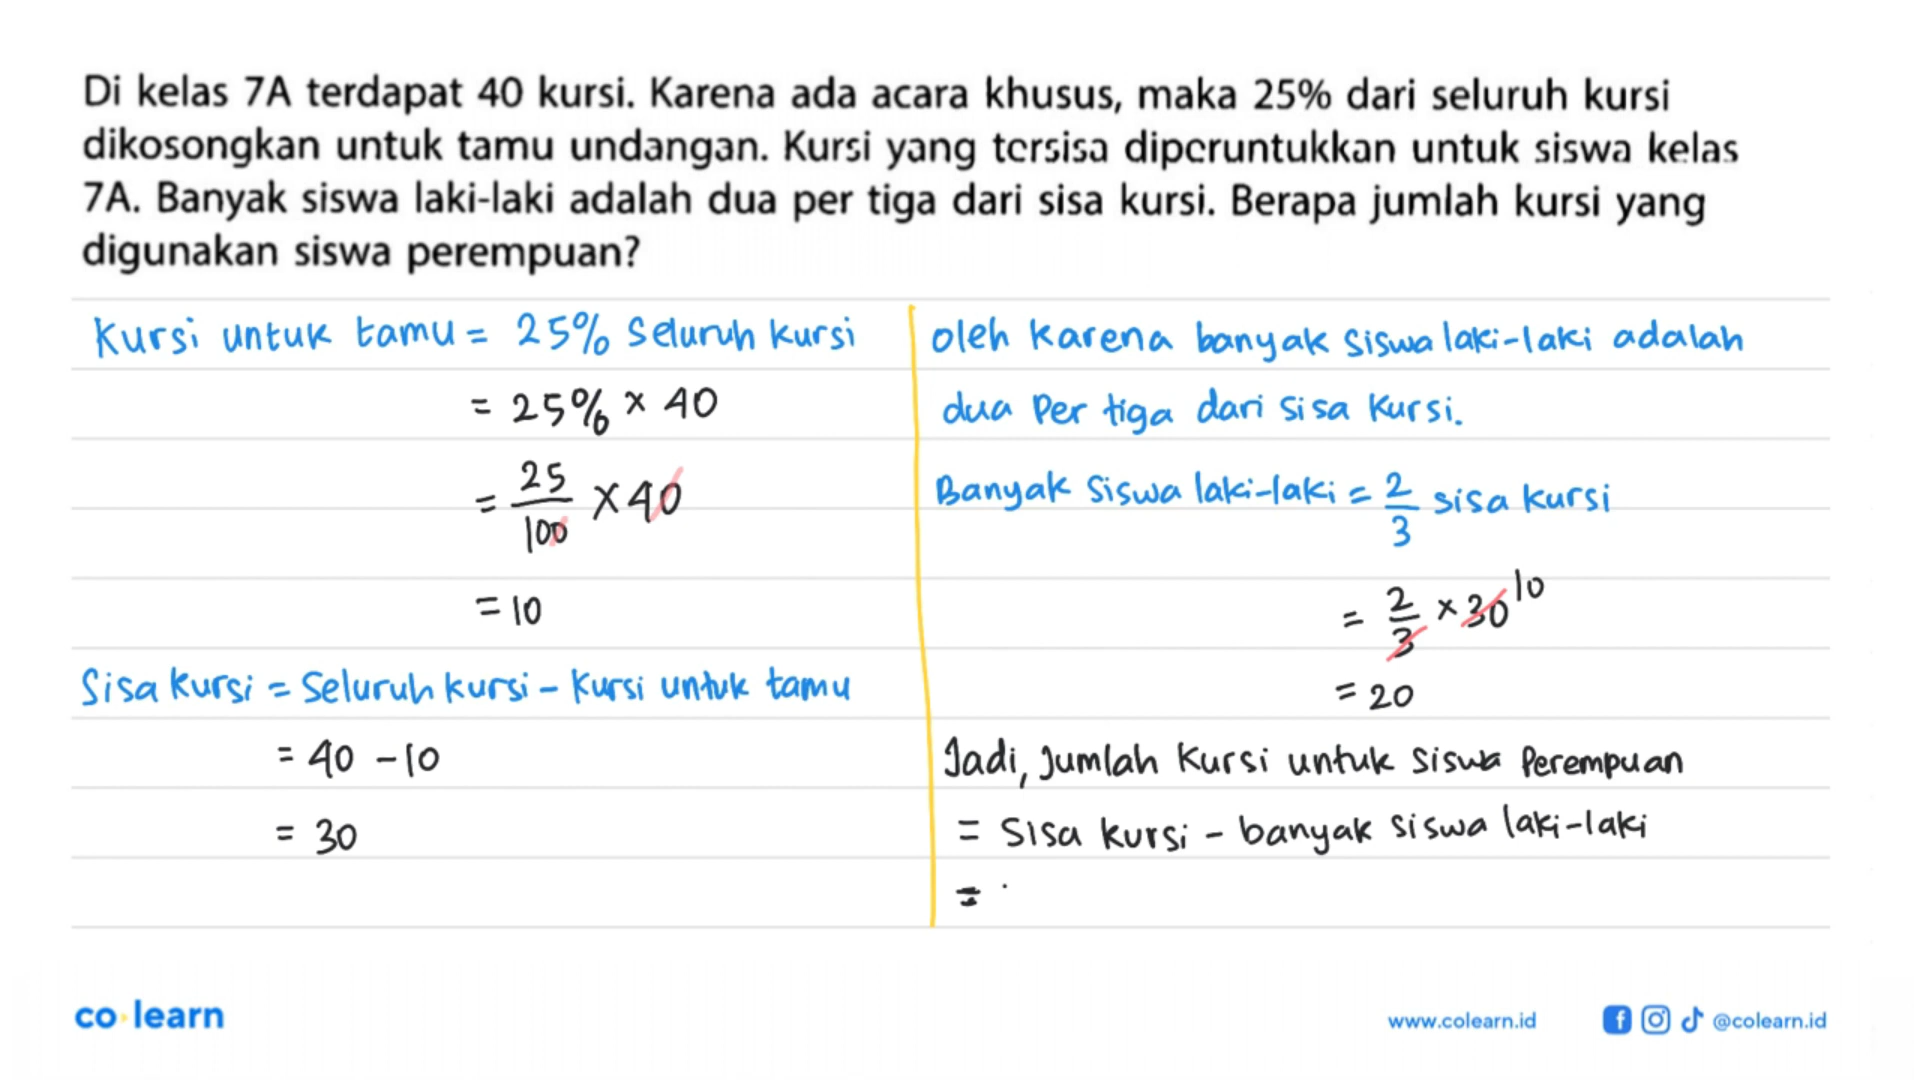 Di kelas 7A terdapat 40 kursi. Karena ada acara khusus, maka 25% dari seluruh kursi
dikosongkan untuk tamu undangan. Kursi yang tersisa diperuntukkan untuk siswa kelas
7A. Banyak siswa laki-laki adalah dua per tiga dari sisa kursi. Berapa jumlah kursi yang
digunakan siswa perempuan?
Kursi untuk tamu = 25% seluruh kursi
= 25% × 40
= 25/100 × 40
= 10
Sisa kursi = Seluruh kursi - Kursi untuk tamu
= 40 - 10
= 30
oleh karena banyak siswa laki-laki adalah
dua per tiga dari sisa kursi.
Banyak siswa laki-laki = 2/3 sisa kursi
= 2/3 × 30 10
= 20
Jadi, Jumlah Kursi untuk siswa Perempuan
= Sisa kursi - banyak siswa laki-laki
=
co learn
www.colearn.id
@colearn.id